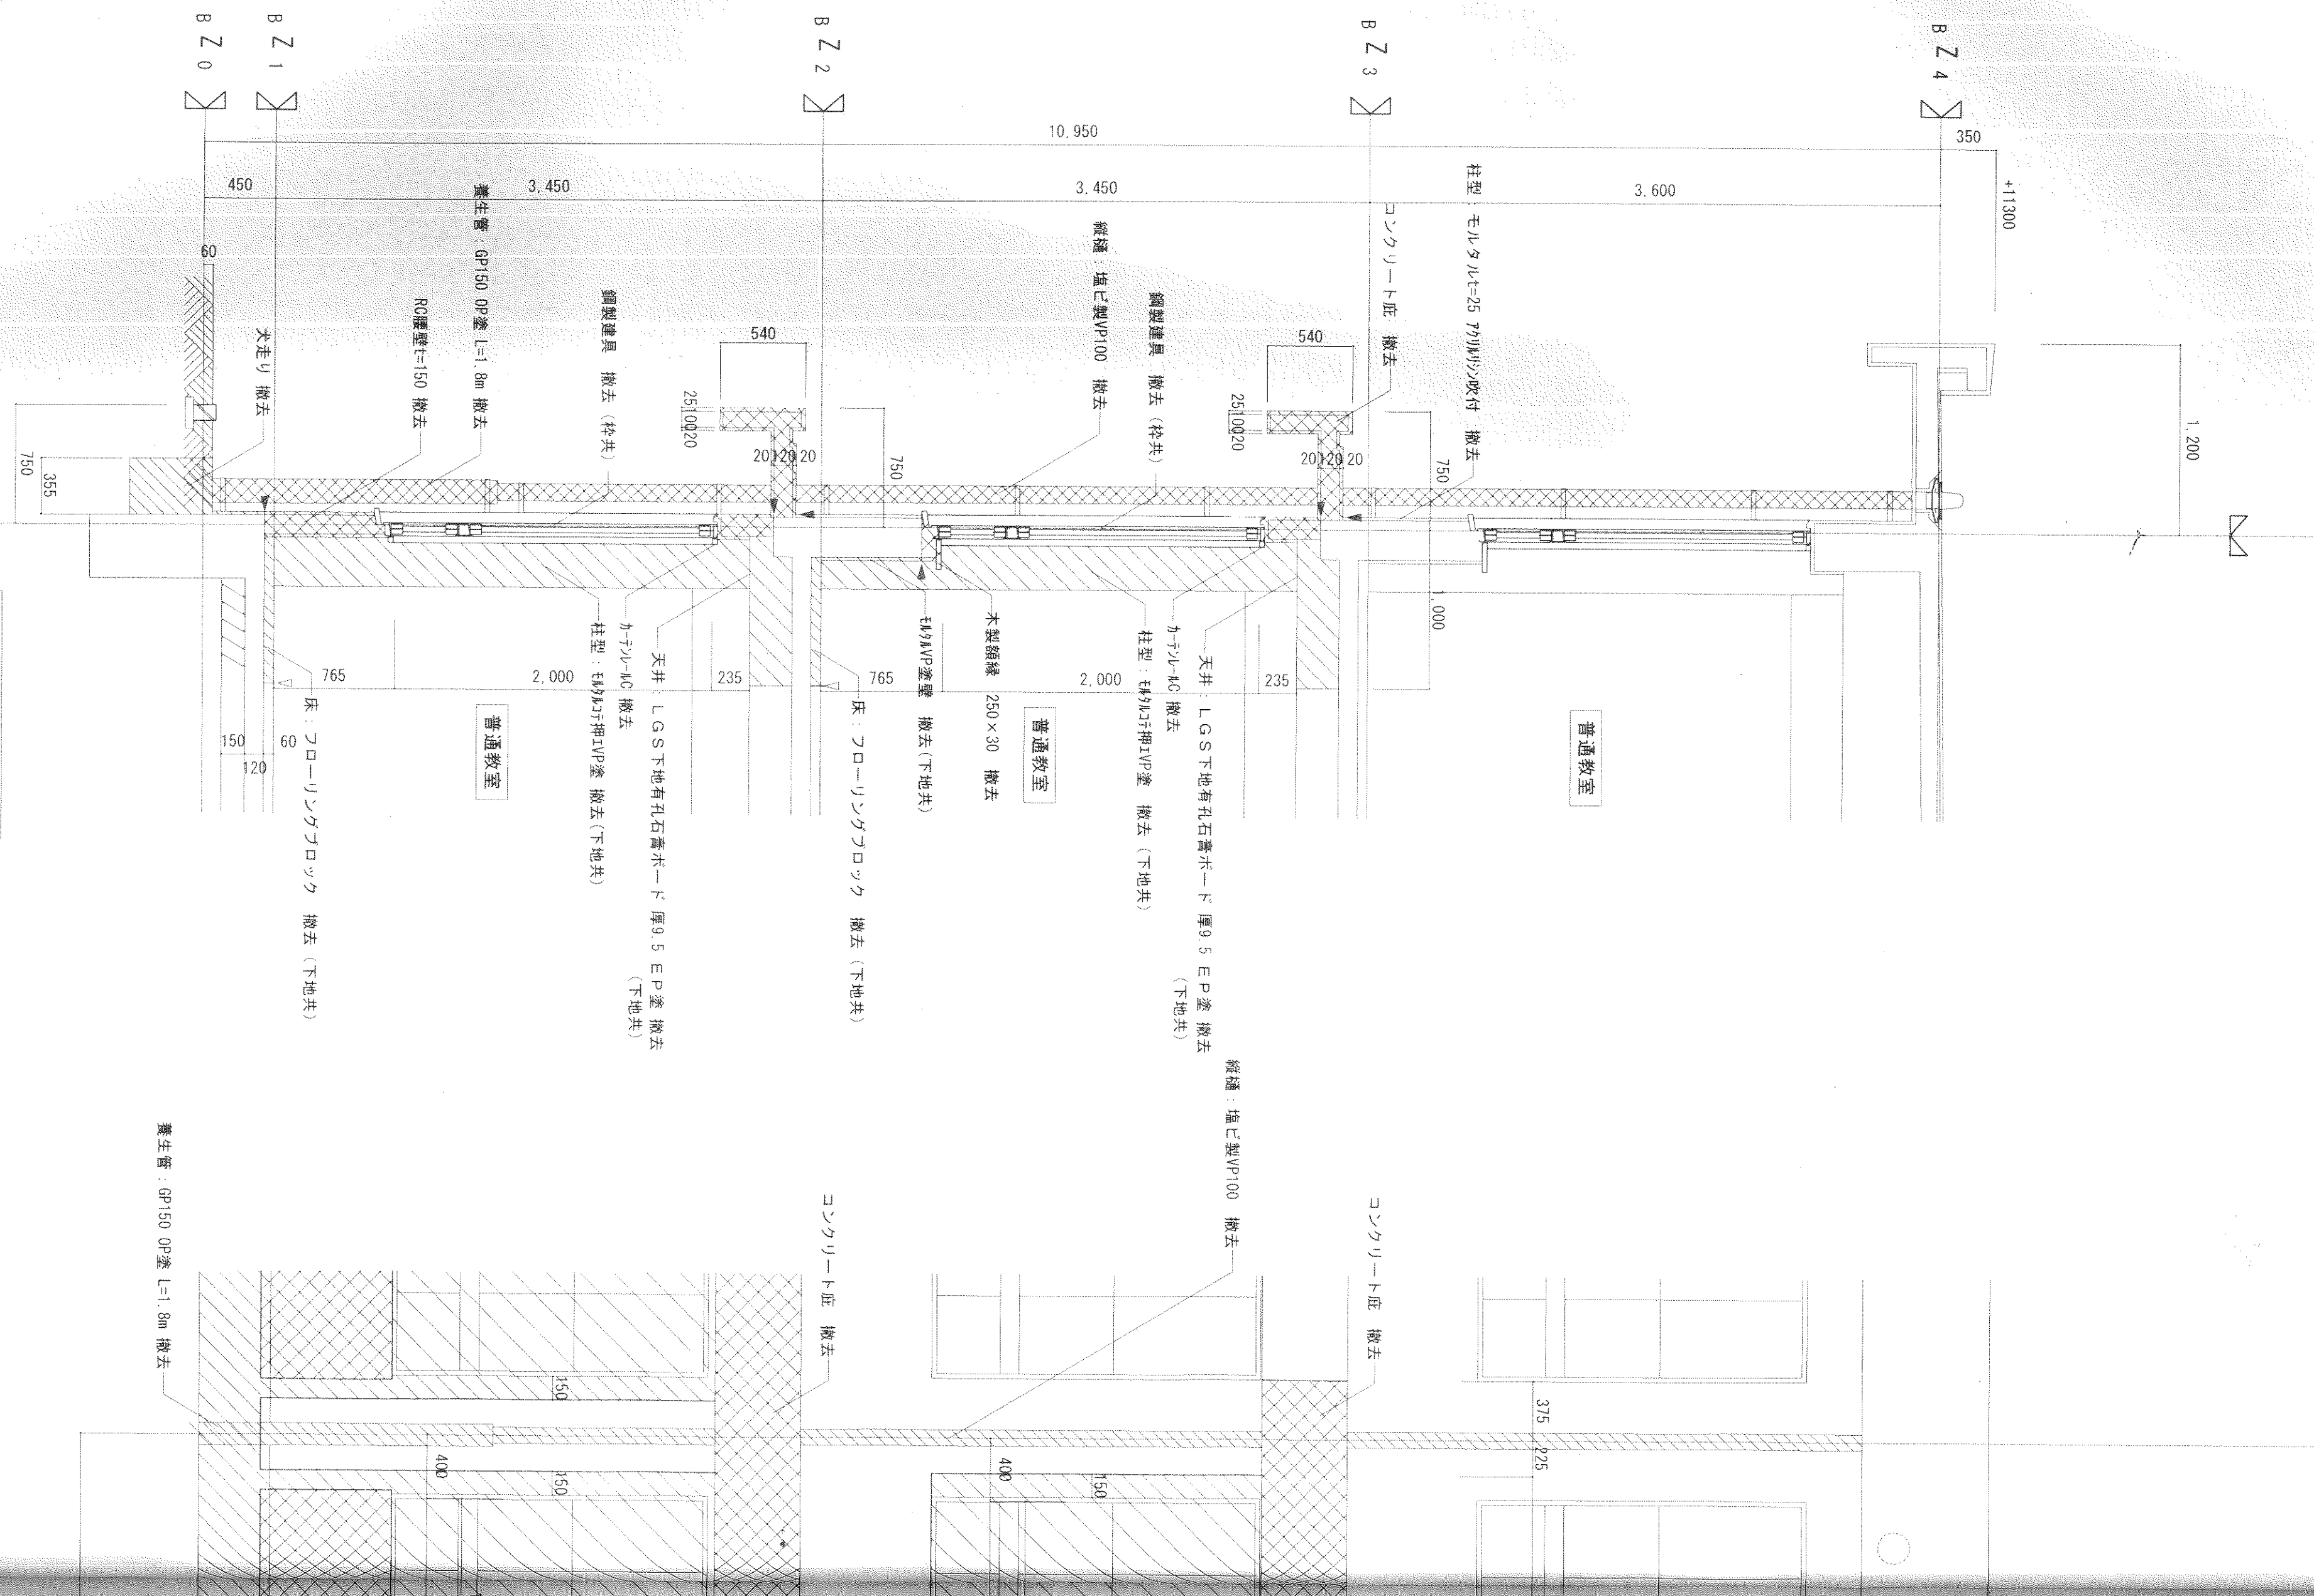 BZ4
BZ3
BZ2
BZ1
BZ0
+11300
350
10,950
3,600
3,450
3,450
450
60
1,200
柱型：モルタルt=25 アクリルリシン吹付 撤去
コンクリート庇 撤去
鋼製建具 撤去（枠共）
縦樋：塩ビ製VP100 撤去
鋼製建具 撤去（枠共）
養生管：GP150 OP塗 L=1.8m 撤去
RC腰壁t=150 撤去
犬走り 撤去
540
2510020
2012020
750
1,000
540
2510020
2012020
750
750
355
普通教室
天井：ＬＧＳ下地有孔石膏ボード 厚9.5 ＥＰ塗 撤去
（下地共）
カーテンレールC 撤去
柱型：モルタルコテ押エVP塗 撤去（下地共）
235
2,000
765
普通教室
木製額縁 250×30 撤去
モルタルVP塗壁 撤去（下地共）
床：フローリングブロック 撤去（下地共）
天井：ＬＧＳ下地有孔石膏ボード 厚9.5 ＥＰ塗 撤去
（下地共）
カーテンレールC 撤去
柱型：モルタルコテ押エVP塗 撤去（下地共）
235
2,000
765
普通教室
床：フローリングブロック 撤去（下地共）
60
150
120
コンクリート庇 撤去
縦樋：塩ビ製VP100 撤去
コンクリート庇 撤去
養生管：GP150 OP塗 L=1.8m 撤去
375
225
400
150
150
400
150